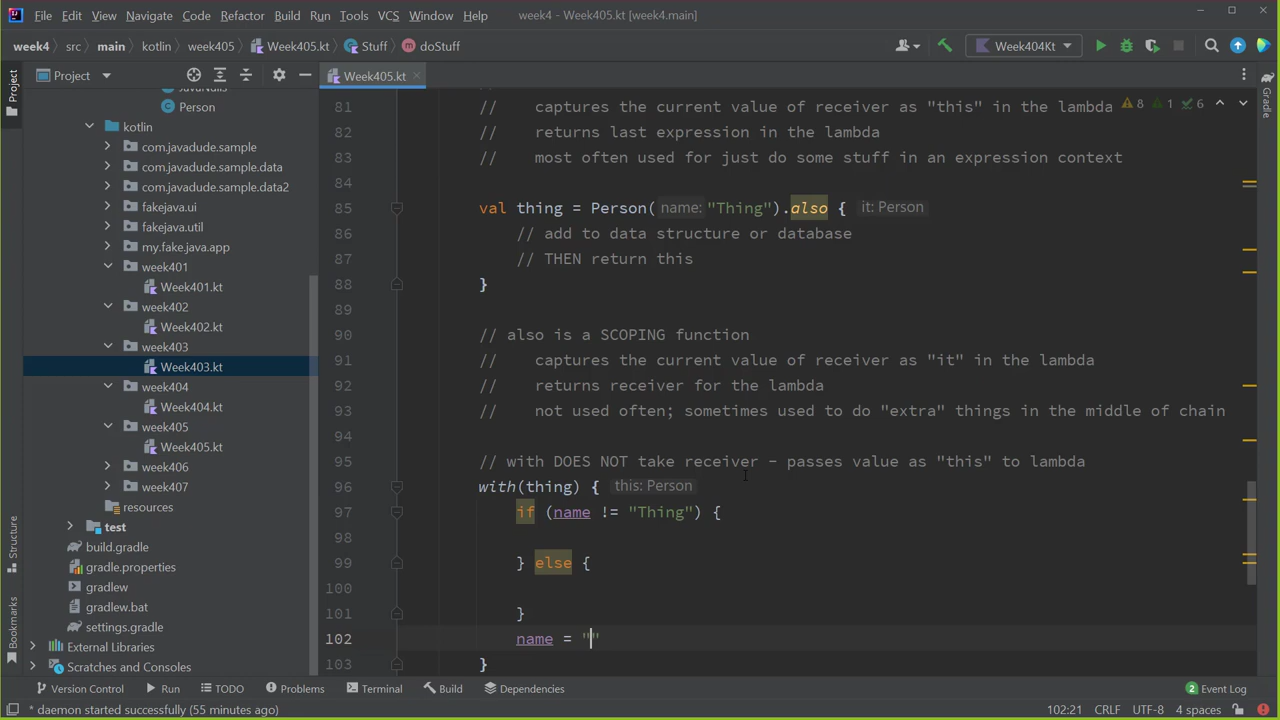 File Edit View Navigate Code Refactor Build Run Tools VCS Window Help week4 - Week405.kt [week4.main]
week4 src main kotlin week405 Week405.kt Stuff doStuff Week404Kt
Project Week405.kt
Project
Person
kotlin
com.javadude.sample
com.javadude.sample.data
com.javadude.sample.data2
fakejava.ui
fakejava.util
my.fake.java.app
week401
Week401.kt
week402
Week402.kt
week403
Week403.kt
week404
Week404.kt
week405
Week405.kt
week406
week407
resources
test
build.gradle
gradle.properties
gradlew
gradlew.bat
settings.gradle
External Libraries
Scratches and Consoles
Structure
Bookmarks
81 // captures the current value of receiver as "this" in the lambda 8 1 6
82 // returns last expression in the lambda
83 // most often used for just do some stuff in an expression context
84
85 val thing = Person( name: "Thing").also { it: Person
86 // add to data structure or database
87 // THEN return this
88 }
89
90 // also is a SCOPING function
91 // captures the current value of receiver as "it" in the lambda
92 // returns receiver for the lambda
93 // not used often; sometimes used to do "extra" things in the middle of chain
94
95 // with DOES NOT take receiver - passes value as "this" to lambda
96 with(thing) { this: Person
97 if (name != "Thing") {
98
99 } else {
100
101 }
102 name = ""
103 }
Gradle
Version Control Run TODO Problems Terminal Build Dependencies 2 Event Log
* daemon started successfully (55 minutes ago) 102:21 CRLF UTF-8 4 spaces